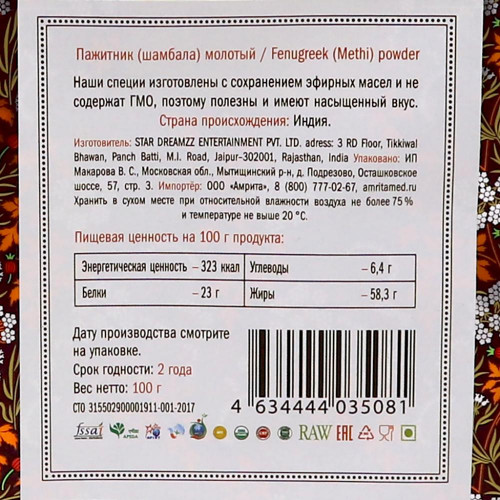 Пажитник (шамбала) молотый / Fenugreek (Methi) powder
Наши специи изготовлены с сохранением эфирных масел и не
содержат ГМО, поэтому полезны и имеют насыщенный вкус.
Страна происхождения: Индия.
Изготовитель: STAR DREAMZZ ENTERTAINMENT PVT. LTD. adress: 3 RD Floor, Tikkiwal
Bhawan, Panch Batti, M.I. Road, Jaipur-302001, Rajasthan, India Упаковано: ИП
Макарова В. С., Московская обл., Мытищинский р-н, д. Подрезово, Осташковское
шоссе, 57, стр. 3. Импортёр: ООО «Амрита», 8 (800) 777-02-67, amritamed.ru
Хранить в сухом месте при относительной влажности воздуха не более 75 %
и температуре не выше 20 °C.
Пищевая ценность на 100 г продукта:
Энергетическая ценность – 323 ккал Углеводы – 6,4 г
Белки – 23 г Жиры – 58,3 г
Дату производства смотрите
на упаковке.
Срок годности: 2 года
Вес нетто: 100 г
СТО 315502900001911-001-2017
4 634444 035081
fssai APEDA RAW EAC